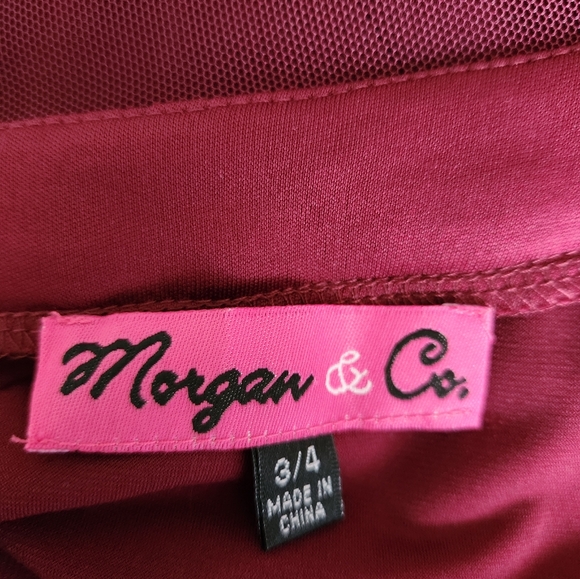 Morgan & Co.
3/4
MADE IN
CHINA